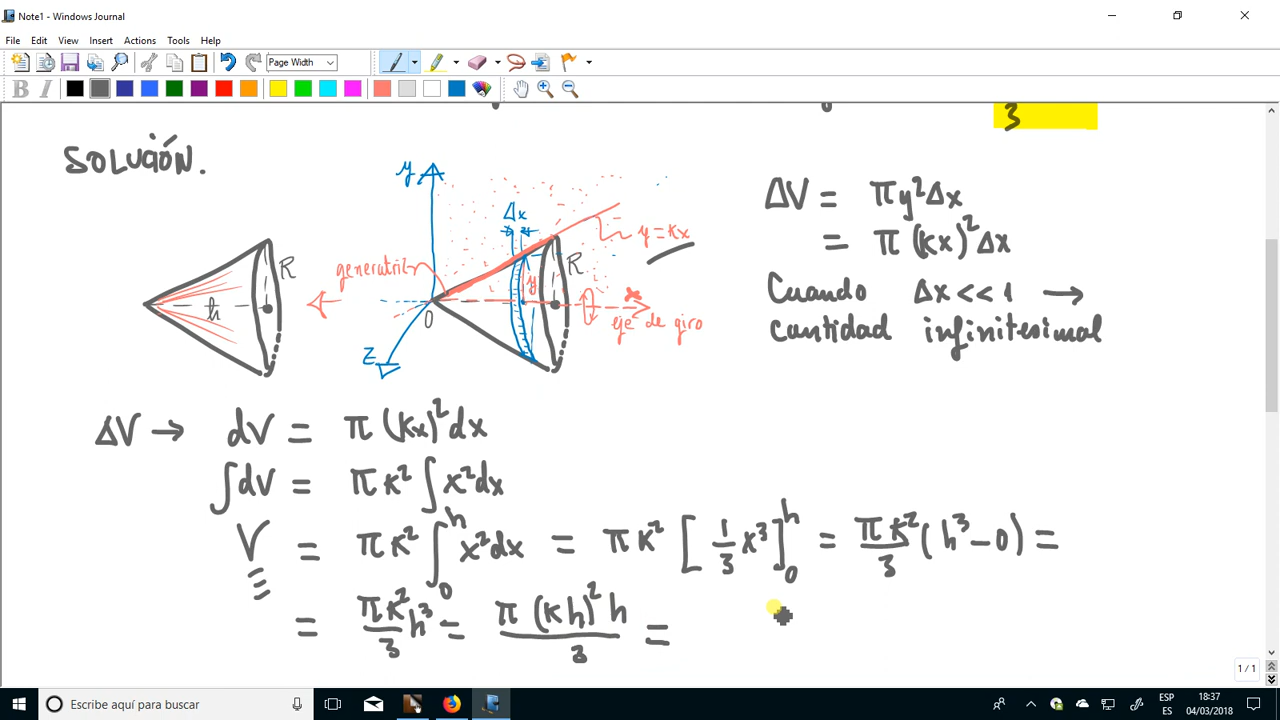 Note1 - Windows Journal
File Edit View Insert Actions Tools Help
Page Width
B I
3
SOLUCIÓN.
h
R
y
Δx
y = kx
generatriz
R
y
x
0
eje de giro
z
ΔV = πy²Δx
= π (kx)²Δx
Cuando Δx << 1 →
cantidad infinitesimal
ΔV → dV = π (kx)² dx
∫dV = πk² ∫x²dx
V = πk² ∫₀ʰ x²dx = πk² [1/3 x³]₀ʰ = πk²/3 (h³ - 0) =
= πk²/3 h³ = π (kh)² h/3 =
1 / 1
Escribe aquí para buscar
ESP
ES
18:37
04/03/2018